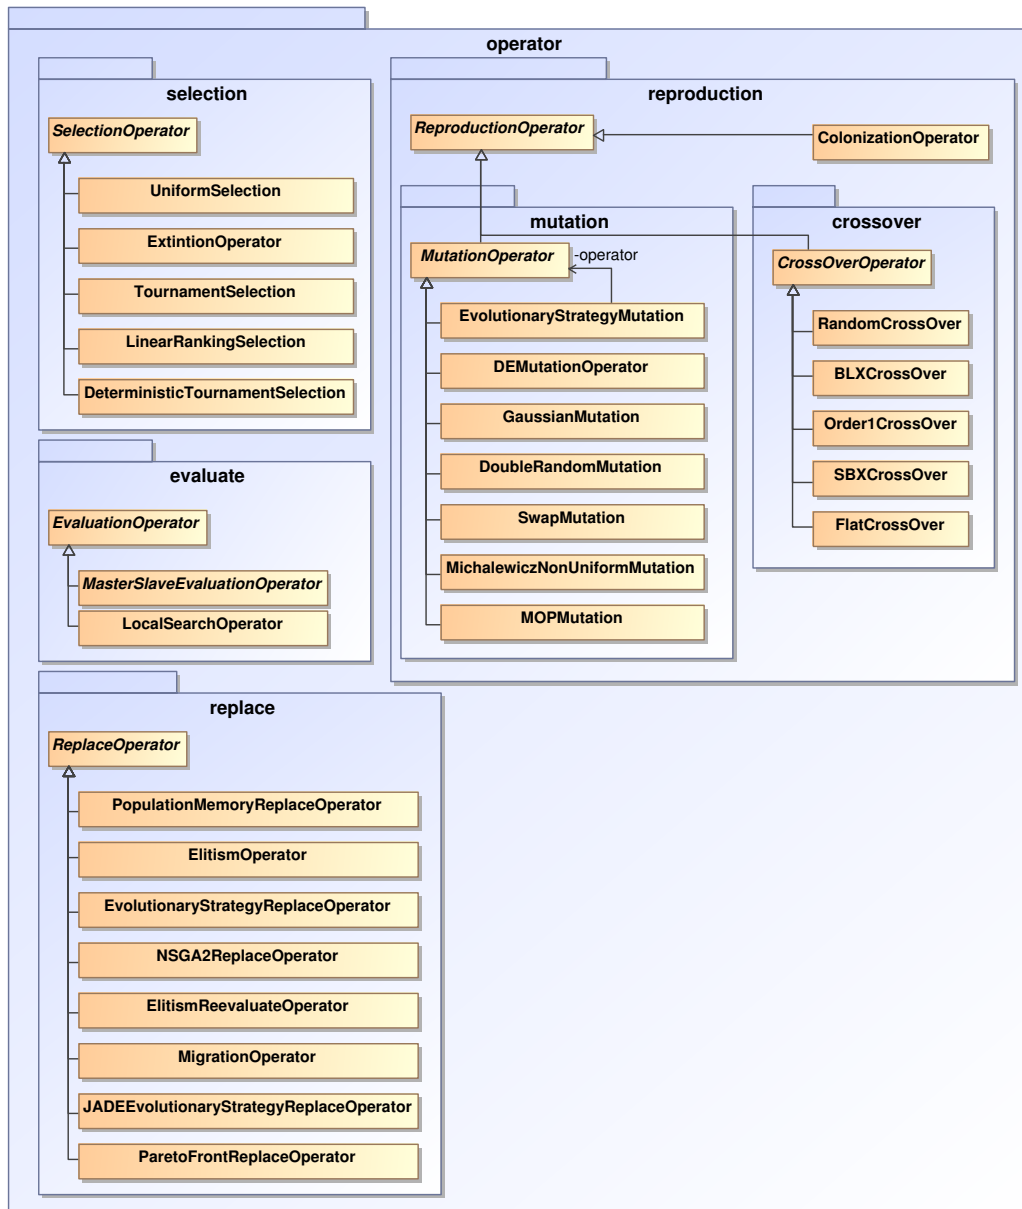 operator
selection
SelectionOperator
UniformSelection
ExtintionOperator
TournamentSelection
LinearRankingSelection
DeterministicTournamentSelection
evaluate
EvaluationOperator
MasterSlaveEvaluationOperator
LocalSearchOperator
reproduction
ReproductionOperator
ColonizationOperator
mutation
MutationOperator
-operator
EvolutionaryStrategyMutation
DEMutationOperator
GaussianMutation
DoubleRandomMutation
SwapMutation
MichalewiczNonUniformMutation
MOPMutation
crossover
CrossOverOperator
RandomCrossOver
BLXCrossOver
Order1CrossOver
SBXCrossOver
FlatCrossOver
replace
ReplaceOperator
PopulationMemoryReplaceOperator
ElitismOperator
EvolutionaryStrategyReplaceOperator
NSGA2ReplaceOperator
ElitismReevaluateOperator
MigrationOperator
JADEEvolutionaryStrategyReplaceOperator
ParetoFrontReplaceOperator